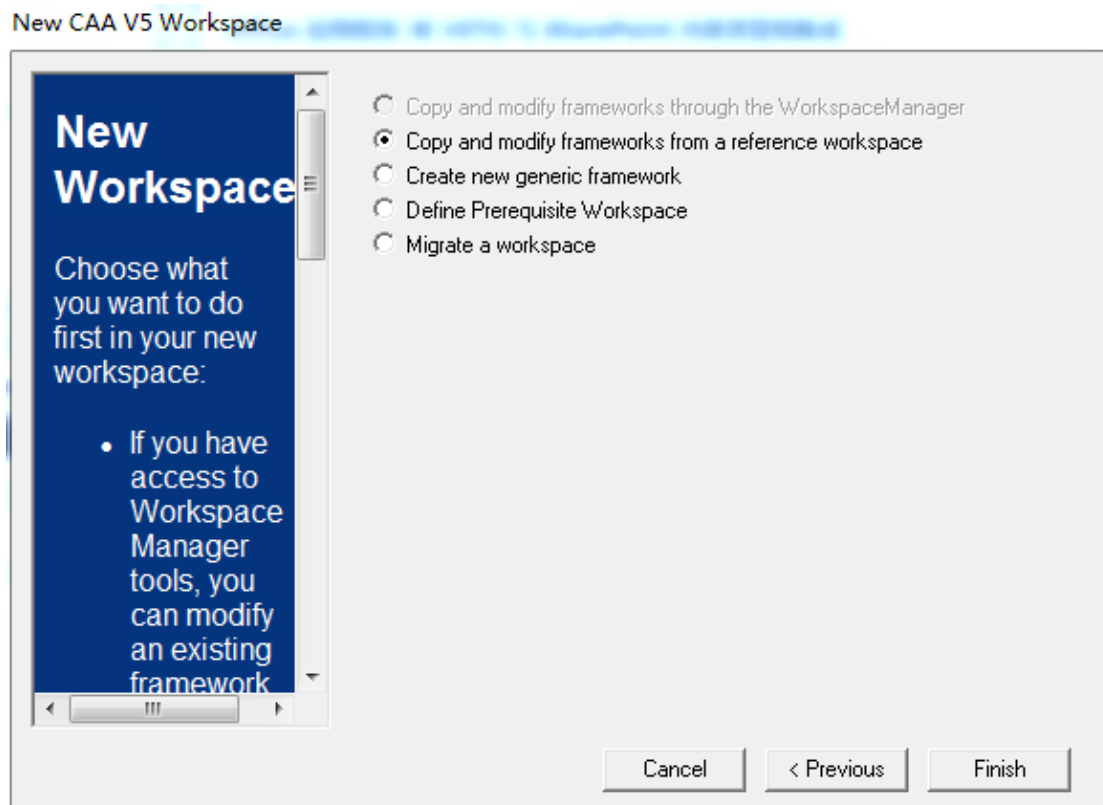 New CAA V5 Workspace
New
Workspace
Choose what
you want to do
first in your new
workspace:
• If you have
access to
Workspace
Manager
tools, you
can modify
an existing
framework
Copy and modify frameworks through the WorkspaceManager
Copy and modify frameworks from a reference workspace
Create new generic framework
Define Prerequisite Workspace
Migrate a workspace
Cancel
< Previous
Finish